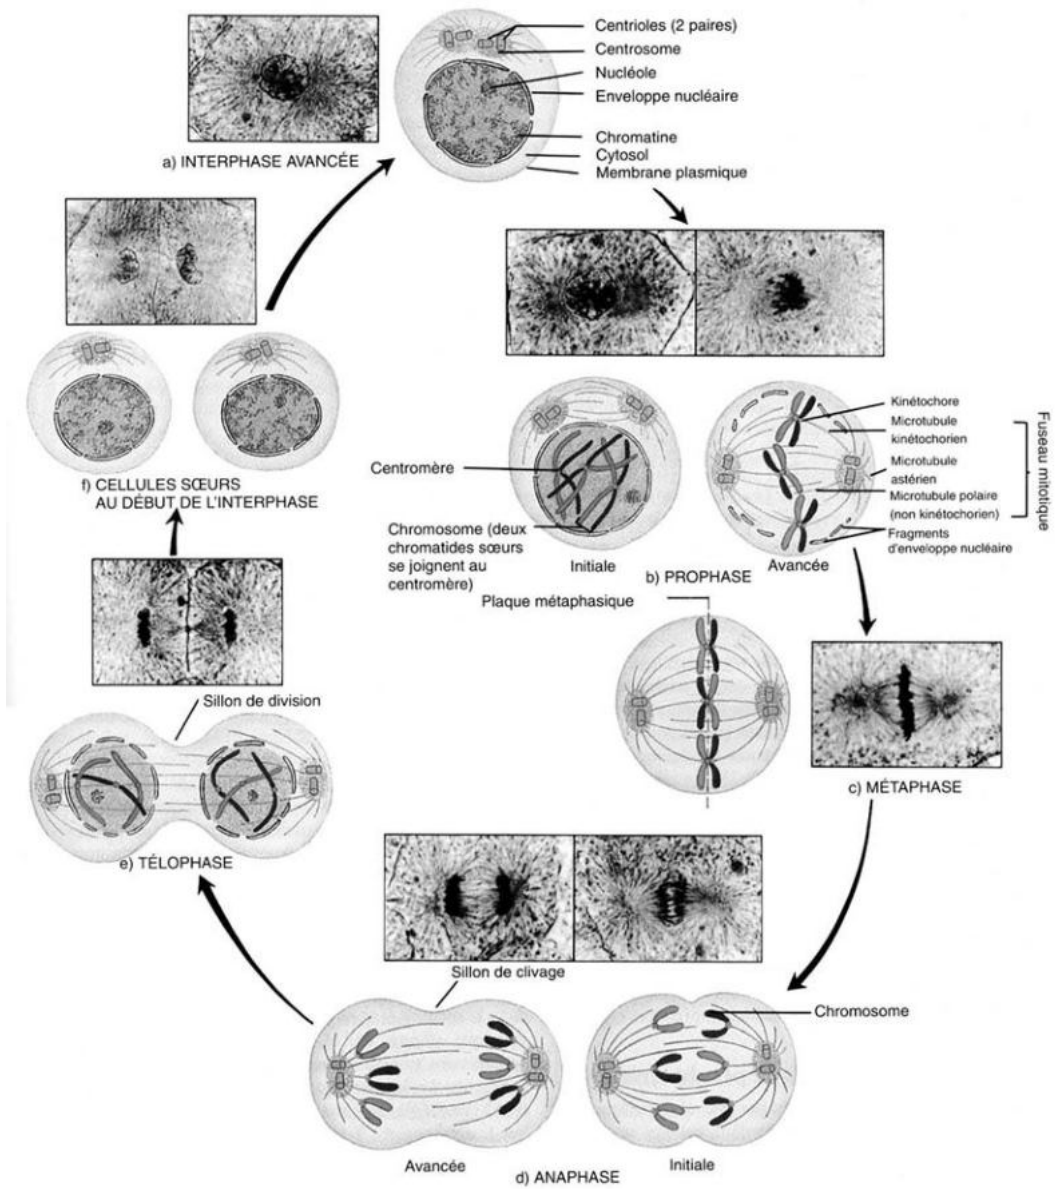 Centrioles (2 paires)
Centrosome
Nucléole
Enveloppe nucléaire
Chromatine
Cytosol
Membrane plasmique
a) INTERPHASE AVANCÉE
Kinétochore
Microtubule
kinétochorien
Microtubule
astérien
Microtubule polaire
(non kinétochorien)
Fragments
d'enveloppe nucléaire
Fuseau mitotique
Centromère
Chromosome (deux
chromatides sœurs
se joignent au
centromère)
Initiale
Avancée
b) PROPHASE
Plaque métaphasique
c) MÉTAPHASE
Chromosome
Sillon de clivage
Avancée
Initiale
d) ANAPHASE
Sillon de division
e) TÉLOPHASE
f) CELLULES SŒURS
AU DÉBUT DE L'INTERPHASE